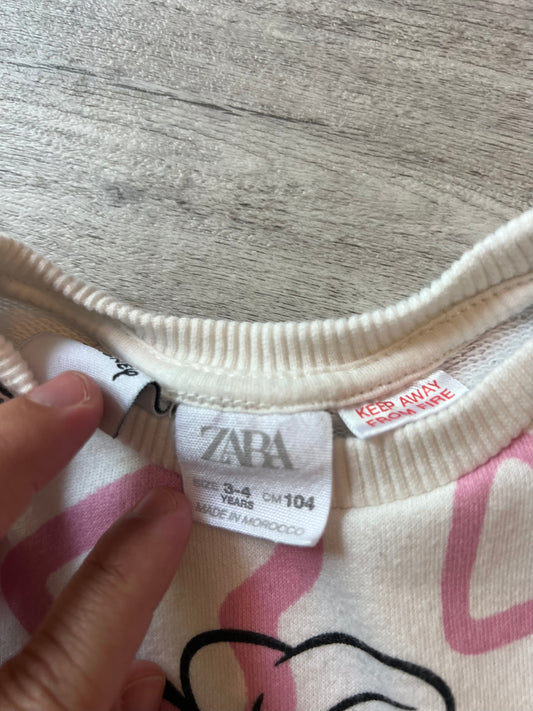 ZARA
SIZE 3-4 YEARS CM 104
MADE IN MOROCCO
KEEP AWAY
FROM FIRE